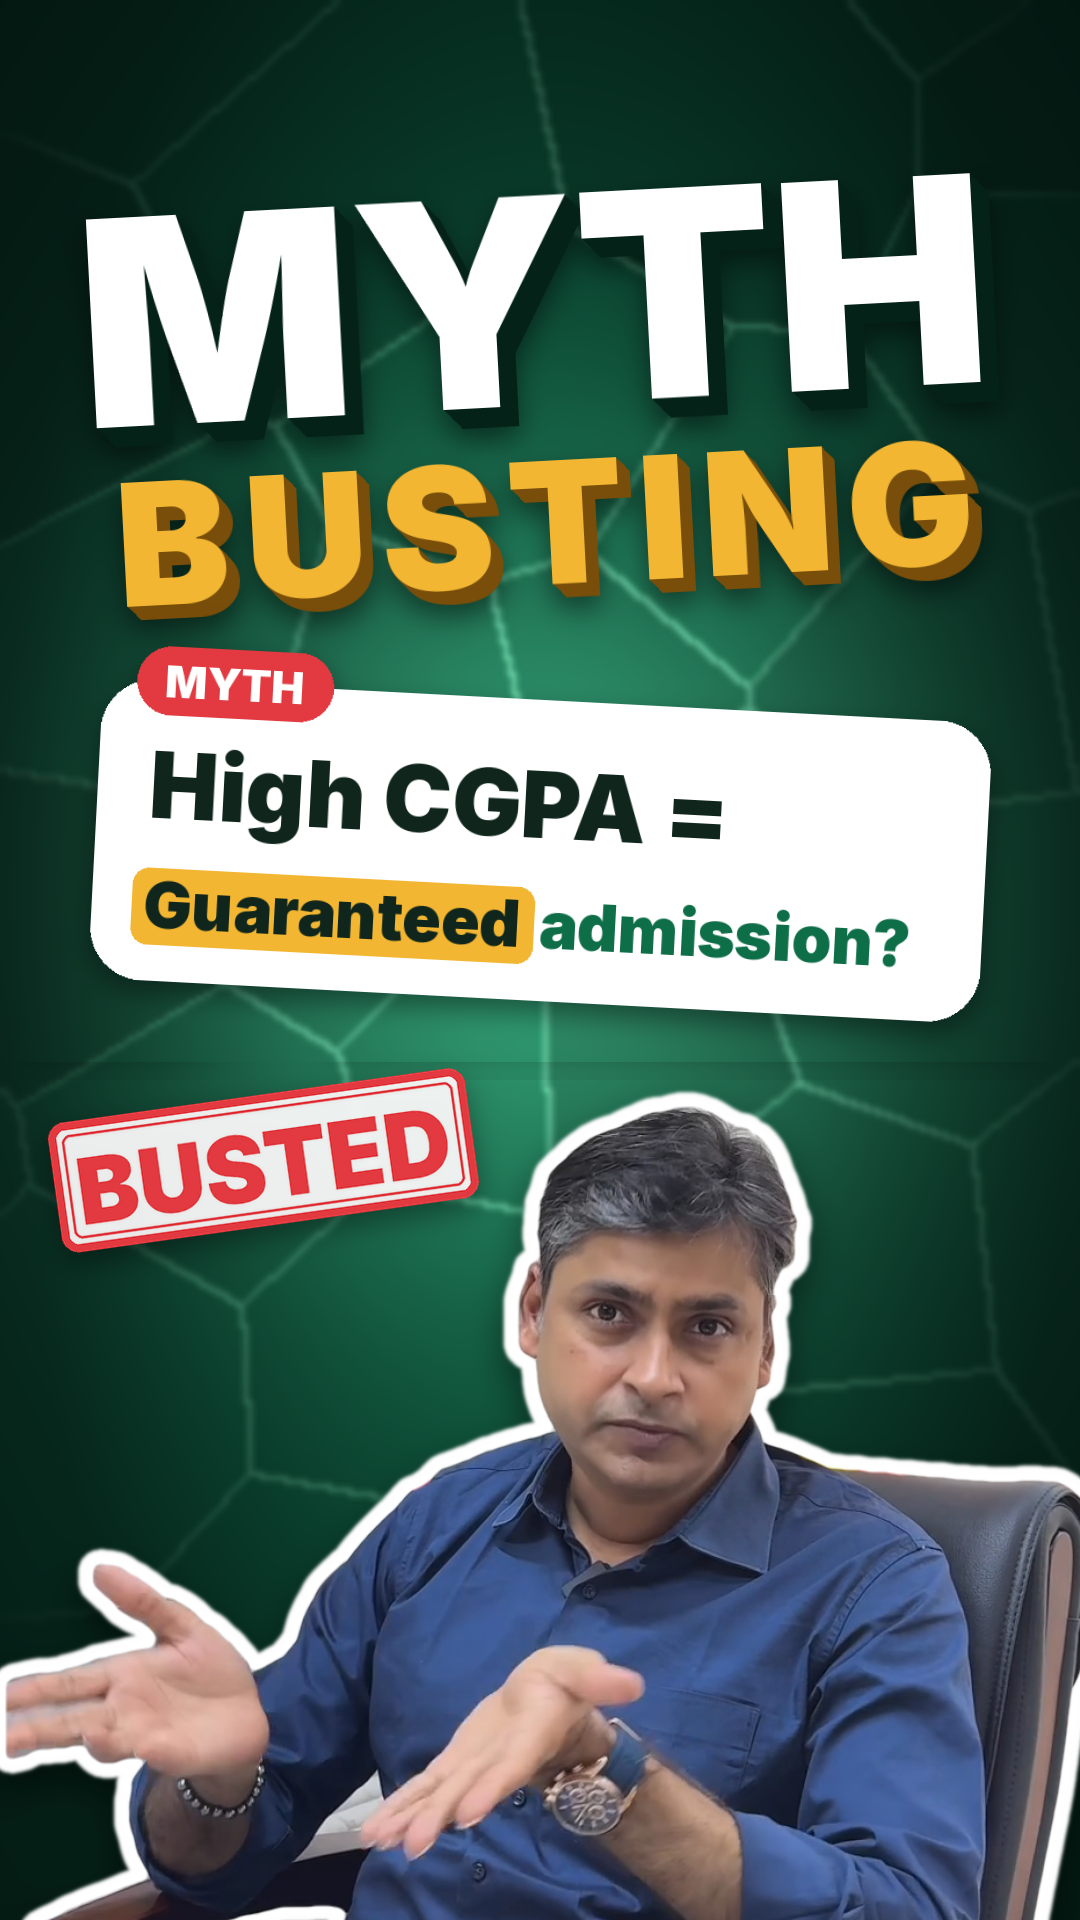 MYTH
BUSTING
MYTH
High CGPA =
Guaranteed admission?
BUSTED